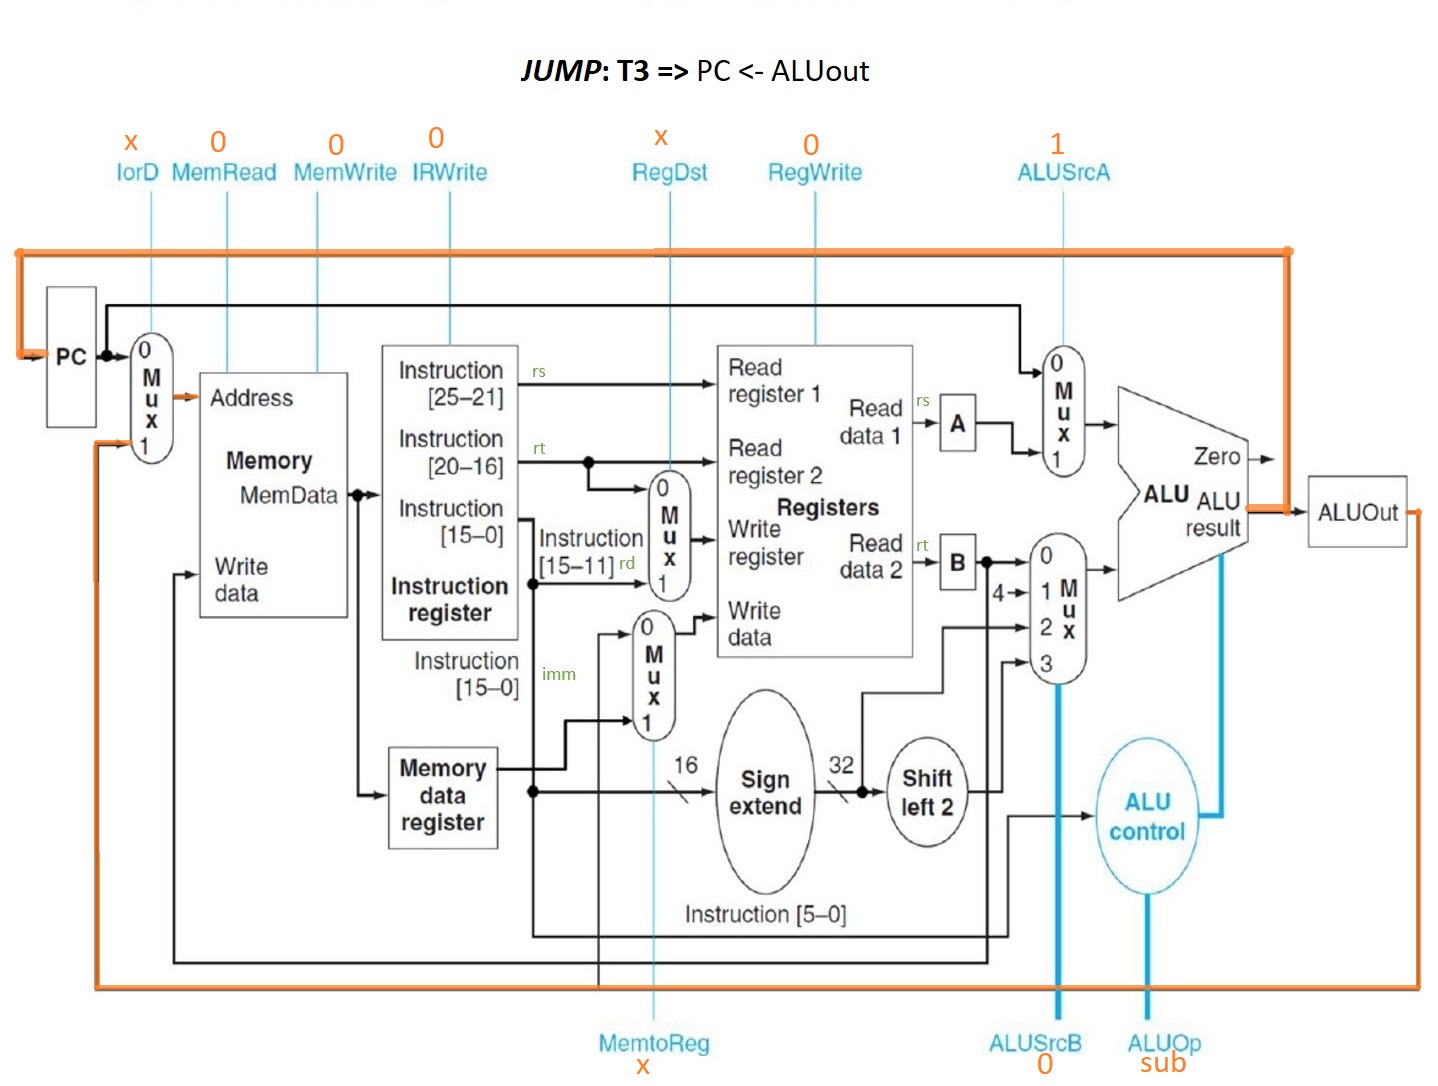 JUMP: T3 => PC <- ALUout
x 0 0 0 x 0 1
IorD MemRead MemWrite IRWrite RegDst RegWrite ALUSrcA
PC
0
M
u
x
1
Address
Memory
MemData
Write
data
Instruction
[25–21]
Instruction
[20–16]
Instruction
[15–0]
Instruction
register
rs
rt
Instruction
[15–11] rd
0
M
u
x
1
Instruction
[15–0]
imm
0
M
u
x
1
Memory
data
register
Read
register 1
Read
register 2
Registers
Write
register
Write
data
Read
data 1
Read
data 2
rs
A
rt
B
4
0
M
u
x
1
0
1 M
u
2 x
3
Zero
ALU ALU
result
ALUOut
16
Sign
extend
32
Shift
left 2
ALU
control
Instruction [5–0]
MemtoReg ALUSrcB ALUOp
x 0 sub